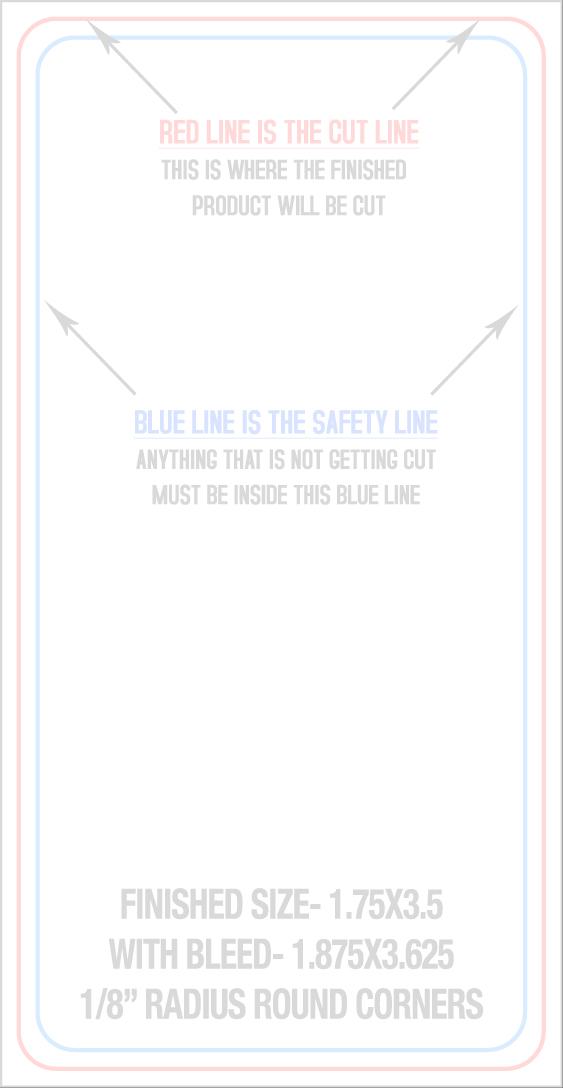 RED LINE IS THE CUT LINE
THIS IS WHERE THE FINISHED
PRODUCT WILL BE CUT
BLUE LINE IS THE SAFETY LINE
ANYTHING THAT IS NOT GETTING CUT
MUST BE INSIDE THIS BLUE LINE
FINISHED SIZE- 1.75X3.5
WITH BLEED- 1.875X3.625
1/8” RADIUS ROUND CORNERS